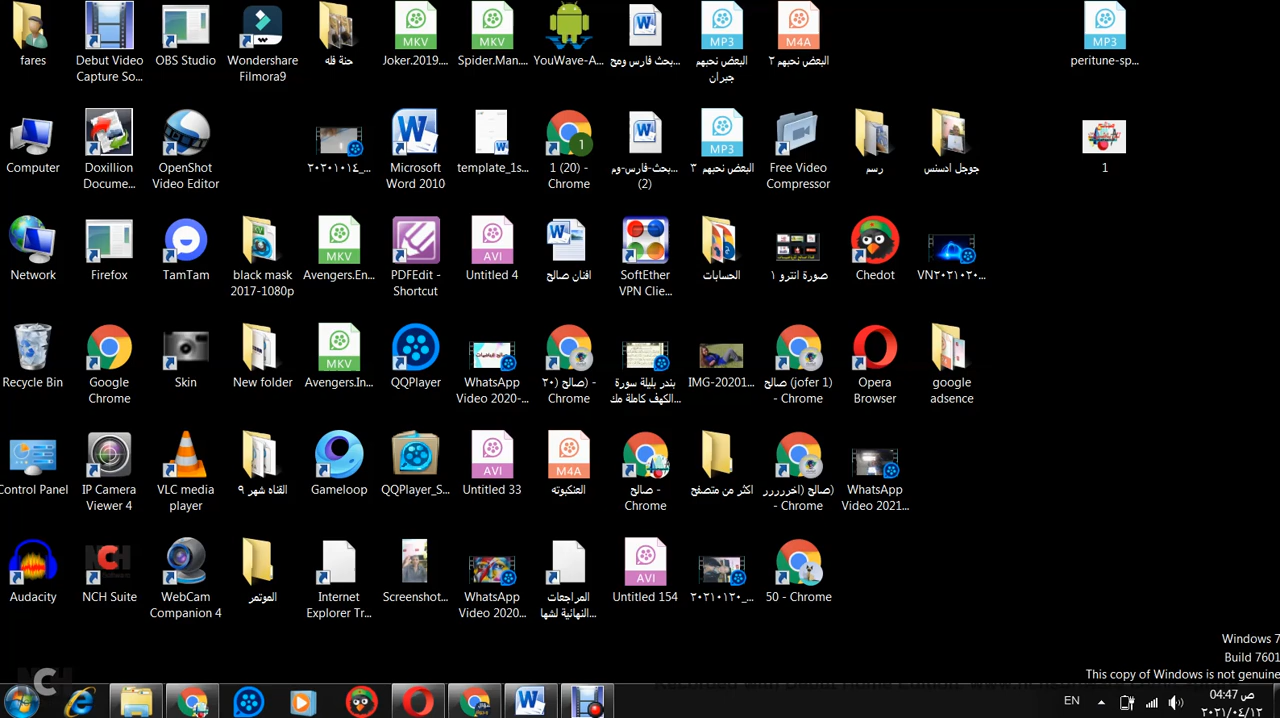 fares
Debut Video
Capture So...
OBS Studio
Wondershare
Filmora9
حنة فله
Joker.2019....
Spider.Man....
YouWave-A...
بحث فارس ومح...
البعض نحبهم
جبران
البعض نحبهم ٢
peritune-sp...
Computer
Doxillion
Docume...
OpenShot
Video Editor
٢٠٢٠١٠١٤_...
Microsoft
Word 2010
template_1s...
1 (20) -
Chrome
بحث-فارس-وم...
(2)
البعض نحبهم ٣
Free Video
Compressor
رسم
جوجل ادسنس
1
Network
Firefox
TamTam
black mask
2017-1080p
Avengers.En...
PDFEdit -
Shortcut
Untitled 4
افنان صالح
SoftEther
VPN Clie...
الحسابات
صورة انترو ١
Chedot
VN٢٠٢١٠٢٠...
Recycle Bin
Google
Chrome
Skin
New folder
Avengers.In...
QQPlayer
WhatsApp
Video 2020-...
صالح (٢٠) -
Chrome
بندر بليلة سورة
الكهف كاملة مك...
IMG-20201...
صالح (jofer 1)
- Chrome
Opera
Browser
google
adsence
Control Panel
IP Camera
Viewer 4
VLC media
player
القناه شهر ٩
Gameloop
QQPlayer_S...
Untitled 33
العنكبوته
صالح -
Chrome
اكثر من متصفح
صالح (اخررررر)
- Chrome
WhatsApp
Video 2021...
Audacity
NCH Suite
WebCam
Companion 4
الموتمر
Internet
Explorer Tr...
Screenshot...
WhatsApp
Video 2020...
المراجعات
النهائية لشها...
Untitled 154
٢٠٢١٠١٢٠_...
50 - Chrome
Windows 7
Build 7601
This copy of Windows is not genuine
EN
04:47 ص
٢٠٢١/٠٤/١٢